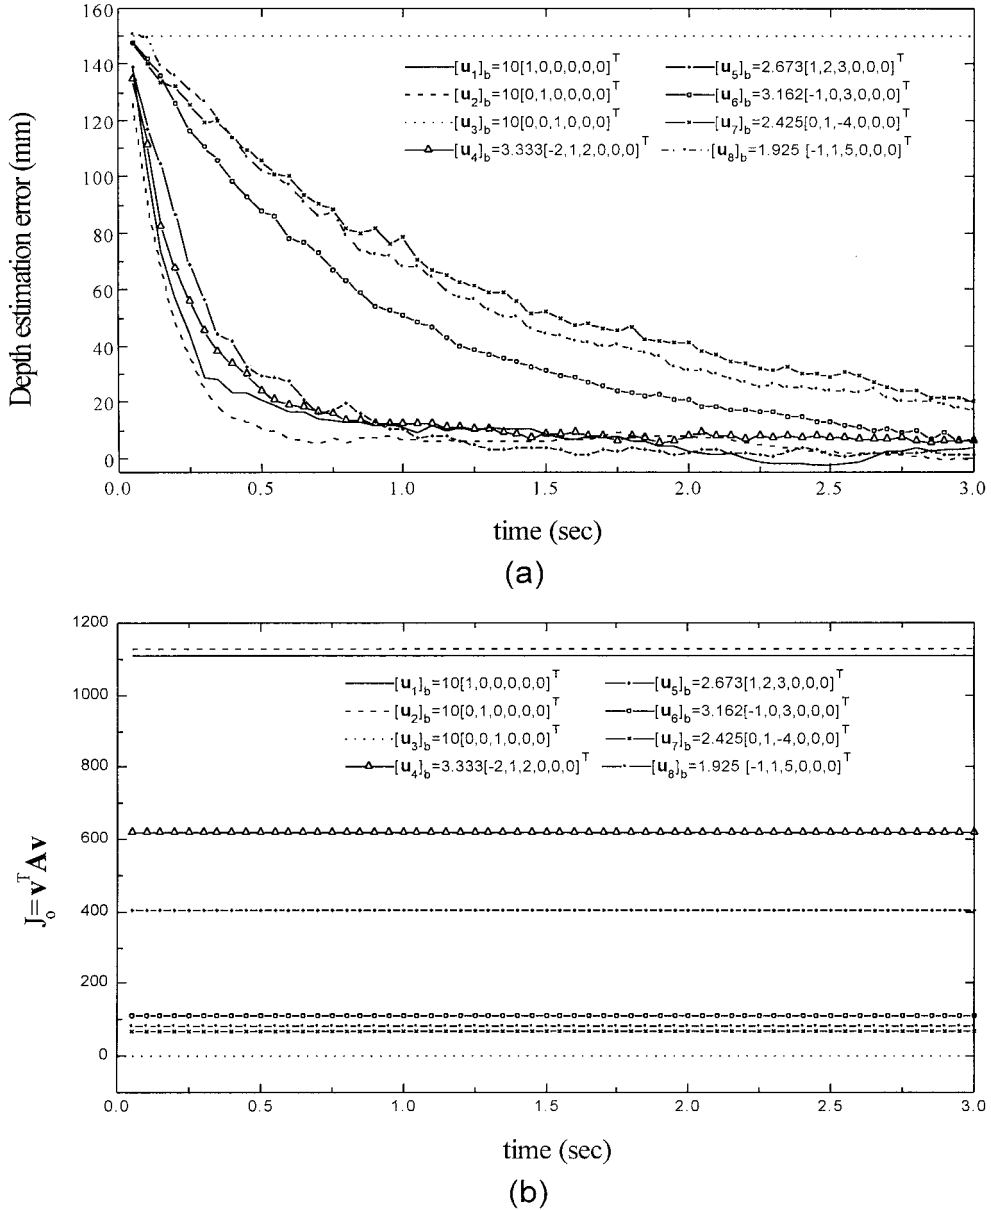 160
140
120
100
80
60
40
20
0
Depth estimation error (mm)
[u₁]b=10[1,0,0,0,0,0]ᵀ
[u₂]b=10[0,1,0,0,0,0]ᵀ
[u₃]b=10[0,0,1,0,0,0]ᵀ
[u₄]b=3.333[-2,1,2,0,0,0]ᵀ
[u₅]b=2.673[1,2,3,0,0,0]ᵀ
[u₆]b=3.162[-1,0,3,0,0,0]ᵀ
[u₇]b=2.425[0,1,-4,0,0,0]ᵀ
[u₈]b=1.925 [-1,1,5,0,0,0]ᵀ
0.0 0.5 1.0 1.5 2.0 2.5 3.0
time (sec)
(a)
1200
1000
800
600
400
200
0
Jₒ=vᵀAv
[u₁]b=10[1,0,0,0,0,0]ᵀ
[u₂]b=10[0,1,0,0,0,0]ᵀ
[u₃]b=10[0,0,1,0,0,0]ᵀ
[u₄]b=3.333[-2,1,2,0,0,0]ᵀ
[u₅]b=2.673[1,2,3,0,0,0]ᵀ
[u₆]b=3.162[-1,0,3,0,0,0]ᵀ
[u₇]b=2.425[0,1,-4,0,0,0]ᵀ
[u₈]b=1.925 [-1,1,5,0,0,0]ᵀ
0.0 0.5 1.0 1.5 2.0 2.5 3.0
time (sec)
(b)